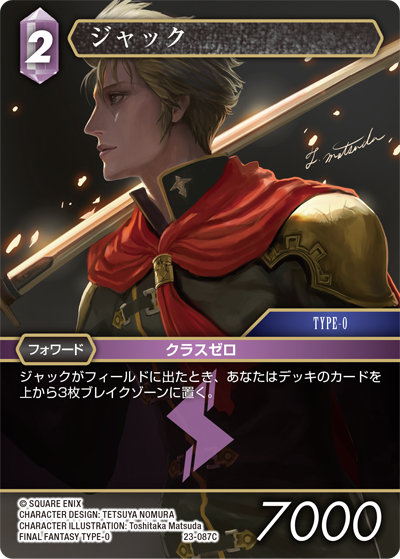 2
ジャック
T. matsuda
TYPE-0
フォワード
クラスゼロ
ジャックがフィールドに出たとき、あなたはデッキのカードを
上から3枚ブレイクゾーンに置く。
© SQUARE ENIX
CHARACTER DESIGN: TETSUYA NOMURA
CHARACTER ILLUSTRATION: Toshitaka Matsuda
FINAL FANTASY TYPE-0
23-087C
7000